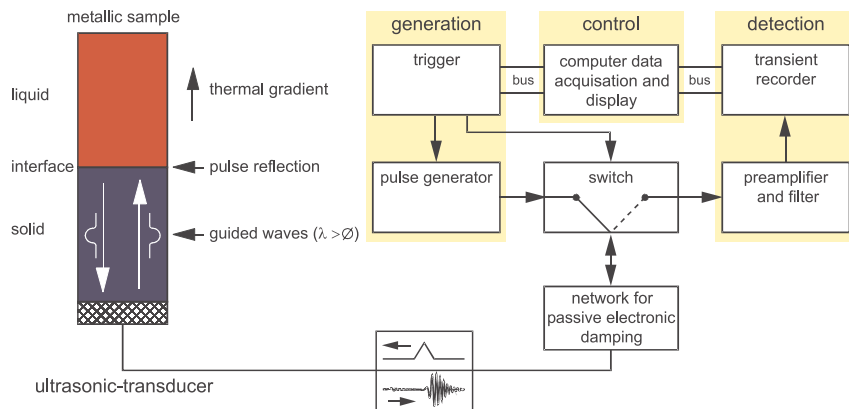 metallic sample
liquid
thermal gradient
interface
pulse reflection
solid
guided waves (λ >Ø)
ultrasonic-transducer
generation
control
detection
trigger
bus
computer data
acquisation and
display
bus
transient
recorder
pulse generator
switch
preamplifier
and filter
network for
passive electronic
damping